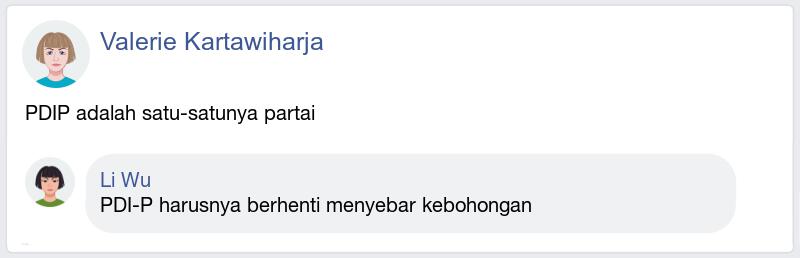 Valerie Kartawiharja
PDIP adalah satu-satunya partai
Li Wu
PDI-P harusnya berhenti menyebar kebohongan